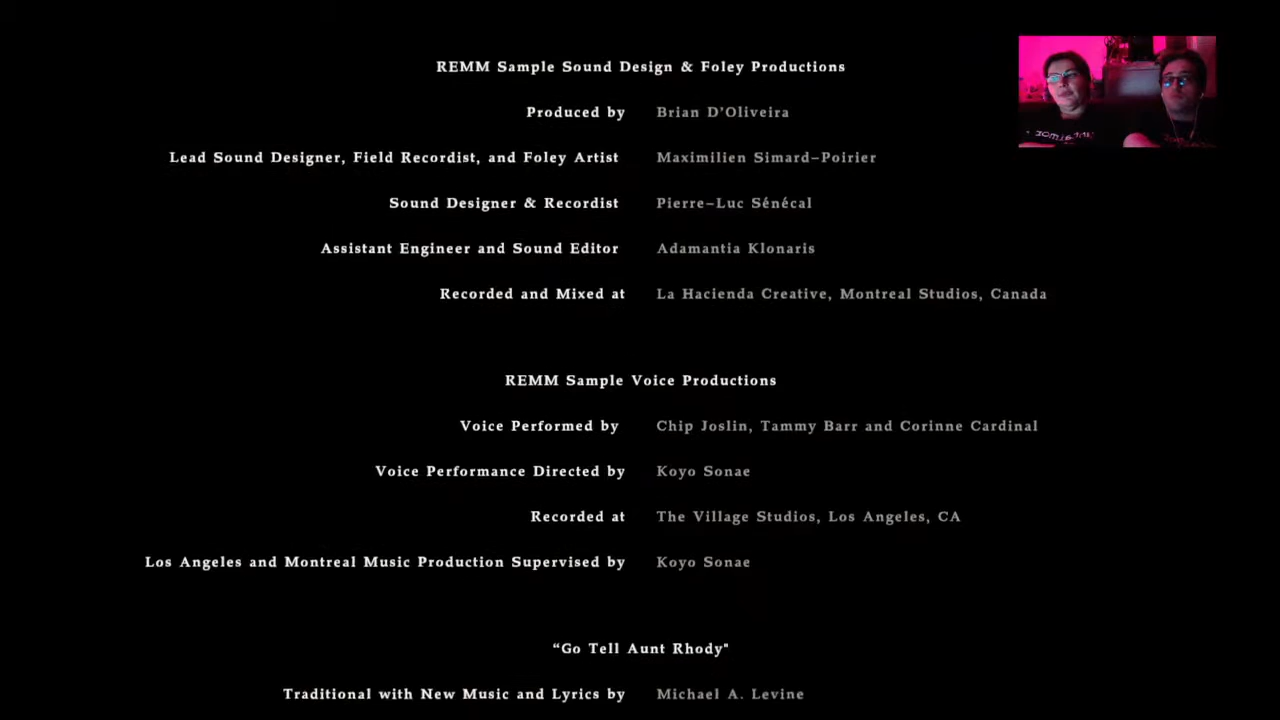 REMM Sample Sound Design & Foley Productions
Produced by Brian D’Oliveira
Lead Sound Designer, Field Recordist, and Foley Artist Maximilien Simard–Poirier
Sound Designer & Recordist Pierre–Luc Sénécal
Assistant Engineer and Sound Editor Adamantia Klonaris
Recorded and Mixed at La Hacienda Creative, Montreal Studios, Canada
REMM Sample Voice Productions
Voice Performed by Chip Joslin, Tammy Barr and Corinne Cardinal
Voice Performance Directed by Koyo Sonae
Recorded at The Village Studios, Los Angeles, CA
Los Angeles and Montreal Music Production Supervised by Koyo Sonae
“Go Tell Aunt Rhody"
Traditional with New Music and Lyrics by Michael A. Levine